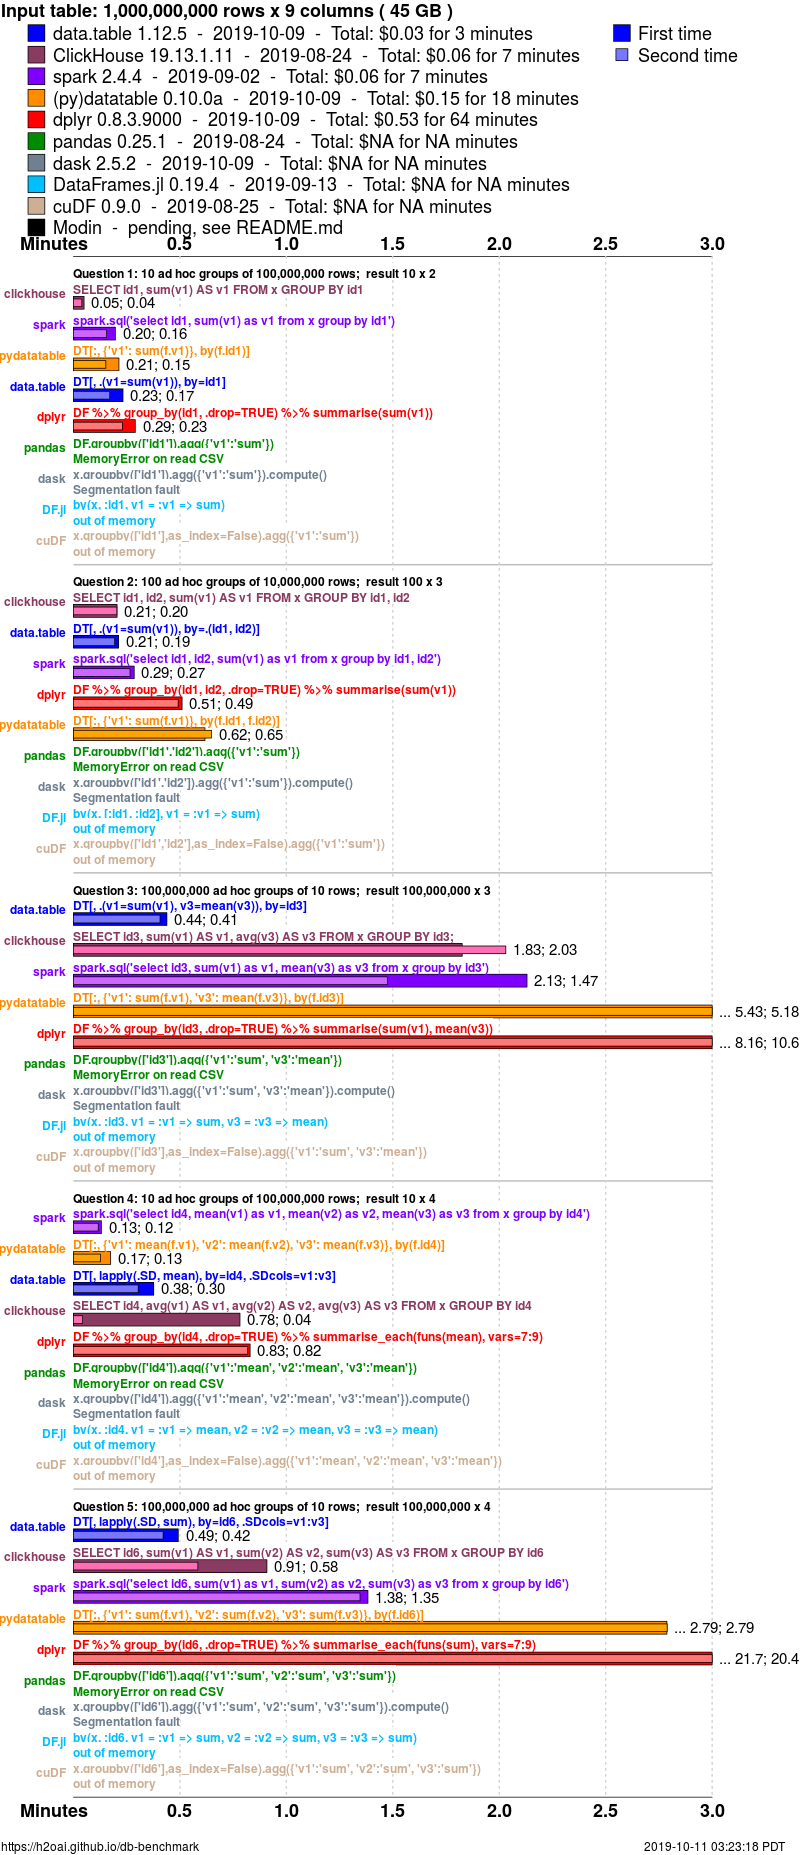 Input table: 1,000,000,000 rows x 9 columns ( 45 GB )
data.table 1.12.5 - 2019-10-09 - Total: $0.03 for 3 minutes
First time
ClickHouse 19.13.1.11 - 2019-08-24 - Total: $0.06 for 7 minutes
Second time
spark 2.4.4 - 2019-09-02 - Total: $0.06 for 7 minutes
(py)datatable 0.10.0a - 2019-10-09 - Total: $0.15 for 18 minutes
dplyr 0.8.3.9000 - 2019-10-09 - Total: $0.53 for 64 minutes
pandas 0.25.1 - 2019-08-24 - Total: $NA for NA minutes
dask 2.5.2 - 2019-10-09 - Total: $NA for NA minutes
DataFrames.jl 0.19.4 - 2019-09-13 - Total: $NA for NA minutes
cuDF 0.9.0 - 2019-08-25 - Total: $NA for NA minutes
Modin - pending, see README.md
Minutes 0.5 1.0 1.5 2.0 2.5 3.0
Question 1: 10 ad hoc groups of 100,000,000 rows; result 10 x 2
clickhouse SELECT id1, sum(v1) AS v1 FROM x GROUP BY id1
0.05; 0.04
spark spark.sql('select id1, sum(v1) as v1 from x group by id1')
0.20; 0.16
pydatatable DT[:, {'v1': sum(f.v1)}, by(f.id1)]
0.21; 0.15
data.table DT[, .(v1=sum(v1)), by=id1]
0.23; 0.17
dplyr DF %>% group_by(id1, .drop=TRUE) %>% summarise(sum(v1))
0.29; 0.23
pandas DF.groupby(['id1']).agg({'v1':'sum'})
MemoryError on read CSV
dask x.groupby(['id1']).agg({'v1':'sum'}).compute()
Segmentation fault
DF.jl by(x, :id1, v1 = :v1 => sum)
out of memory
cuDF x.groupby(['id1'],as_index=False).agg({'v1':'sum'})
out of memory
Question 2: 100 ad hoc groups of 10,000,000 rows; result 100 x 3
clickhouse SELECT id1, id2, sum(v1) AS v1 FROM x GROUP BY id1, id2
0.21; 0.20
data.table DT[, .(v1=sum(v1)), by=.(id1, id2)]
0.21; 0.19
spark spark.sql('select id1, id2, sum(v1) as v1 from x group by id1, id2')
0.29; 0.27
dplyr DF %>% group_by(id1, id2, .drop=TRUE) %>% summarise(sum(v1))
0.51; 0.49
pydatatable DT[:, {'v1': sum(f.v1)}, by(f.id1, f.id2)]
0.62; 0.65
pandas DF.groupby(['id1','id2']).agg({'v1':'sum'})
MemoryError on read CSV
dask x.groupby(['id1','id2']).agg({'v1':'sum'}).compute()
Segmentation fault
DF.jl by(x, [:id1, :id2], v1 = :v1 => sum)
out of memory
cuDF x.groupby(['id1','id2'],as_index=False).agg({'v1':'sum'})
out of memory
Question 3: 100,000,000 ad hoc groups of 10 rows; result 100,000,000 x 3
data.table DT[, .(v1=sum(v1), v3=mean(v3)), by=id3]
0.44; 0.41
clickhouse SELECT id3, sum(v1) AS v1, avg(v3) AS v3 FROM x GROUP BY id3;
1.83; 2.03
spark spark.sql('select id3, sum(v1) as v1, mean(v3) as v3 from x group by id3')
2.13; 1.47
pydatatable DT[:, {'v1': sum(f.v1), 'v3': mean(f.v3)}, by(f.id3)]
... 5.43; 5.18
dplyr DF %>% group_by(id3, .drop=TRUE) %>% summarise(sum(v1), mean(v3))
... 8.16; 10.6
pandas DF.groupby(['id3']).agg({'v1':'sum', 'v3':'mean'})
MemoryError on read CSV
dask x.groupby(['id3']).agg({'v1':'sum', 'v3':'mean'}).compute()
Segmentation fault
DF.jl by(x, :id3, v1 = :v1 => sum, v3 = :v3 => mean)
out of memory
cuDF x.groupby(['id3'],as_index=False).agg({'v1':'sum', 'v3':'mean'})
out of memory
Question 4: 10 ad hoc groups of 100,000,000 rows; result 10 x 4
spark spark.sql('select id4, mean(v1) as v1, mean(v2) as v2, mean(v3) as v3 from x group by id4')
0.13; 0.12
pydatatable DT[:, {'v1': mean(f.v1), 'v2': mean(f.v2), 'v3': mean(f.v3)}, by(f.id4)]
0.17; 0.13
data.table DT[, lapply(.SD, mean), by=id4, .SDcols=v1:v3]
0.38; 0.30
clickhouse SELECT id4, avg(v1) AS v1, avg(v2) AS v2, avg(v3) AS v3 FROM x GROUP BY id4
0.78; 0.04
dplyr DF %>% group_by(id4, .drop=TRUE) %>% summarise_each(funs(mean), vars=7:9)
0.83; 0.82
pandas DF.groupby(['id4']).agg({'v1':'mean', 'v2':'mean', 'v3':'mean'})
MemoryError on read CSV
dask x.groupby(['id4']).agg({'v1':'mean', 'v2':'mean', 'v3':'mean'}).compute()
Segmentation fault
DF.jl by(x, :id4, v1 = :v1 => mean, v2 = :v2 => mean, v3 = :v3 => mean)
out of memory
cuDF x.groupby(['id4'],as_index=False).agg({'v1':'mean', 'v2':'mean', 'v3':'mean'})
out of memory
Question 5: 100,000,000 ad hoc groups of 10 rows; result 100,000,000 x 4
data.table DT[, lapply(.SD, sum), by=id6, .SDcols=v1:v3]
0.49; 0.42
clickhouse SELECT id6, sum(v1) AS v1, sum(v2) AS v2, sum(v3) AS v3 FROM x GROUP BY id6
0.91; 0.58
spark spark.sql('select id6, sum(v1) as v1, sum(v2) as v2, sum(v3) as v3 from x group by id6')
1.38; 1.35
pydatatable DT[:, {'v1': sum(f.v1), 'v2': sum(f.v2), 'v3': sum(f.v3)}, by(f.id6)]
... 2.79; 2.79
dplyr DF %>% group_by(id6, .drop=TRUE) %>% summarise_each(funs(sum), vars=7:9)
... 21.7; 20.4
pandas DF.groupby(['id6']).agg({'v1':'sum', 'v2':'sum', 'v3':'sum'})
MemoryError on read CSV
dask x.groupby(['id6']).agg({'v1':'sum', 'v2':'sum', 'v3':'sum'}).compute()
Segmentation fault
DF.jl by(x, :id6, v1 = :v1 => sum, v2 = :v2 => sum, v3 = :v3 => sum)
out of memory
cuDF x.groupby(['id6'],as_index=False).agg({'v1':'sum', 'v2':'sum', 'v3':'sum'})
out of memory
Minutes 0.5 1.0 1.5 2.0 2.5 3.0
https://h2oai.github.io/db-benchmark
2019-10-11 03:23:18 PDT